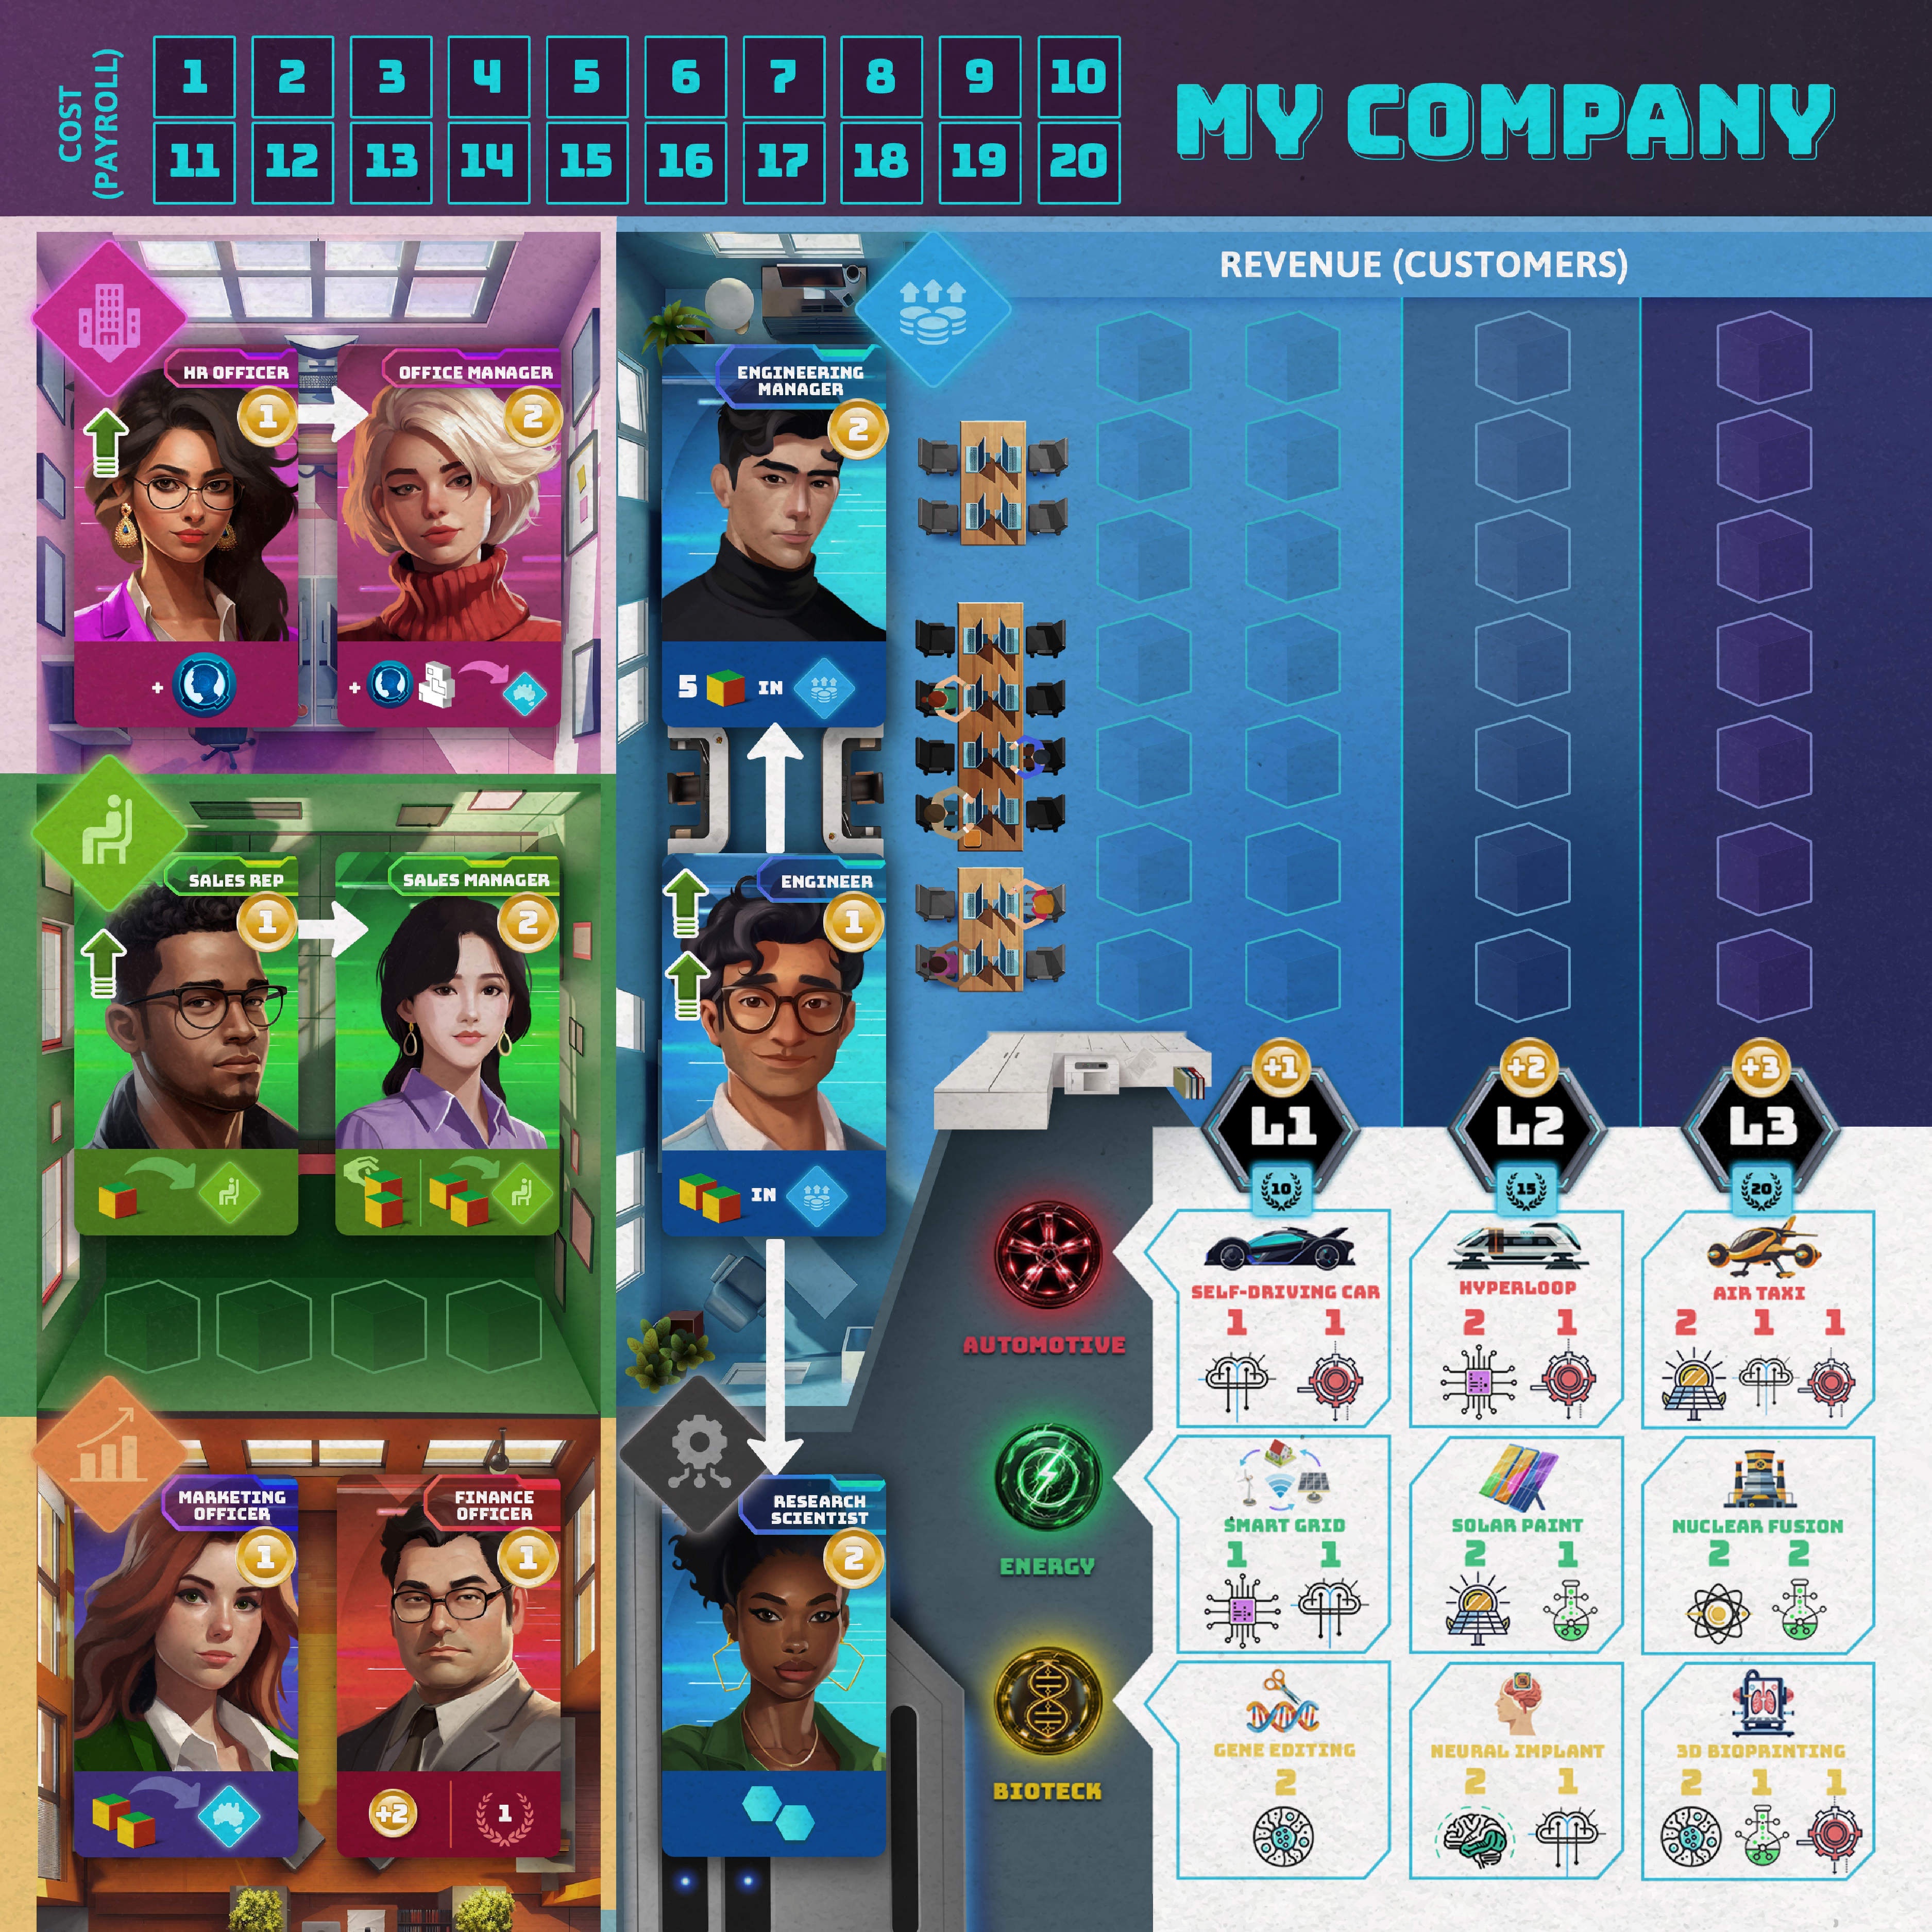 COST
(PAYROLL)
1 2 3 4 5 6 7 8 9 10
11 12 13 14 15 16 17 18 19 20
MY COMPANY
REVENUE (CUSTOMERS)
HR OFFICER
1
+
OFFICE MANAGER
2
+
ENGINEERING
MANAGER
2
5 IN
SALES REP
1
SALES MANAGER
2
ENGINEER
1
IN
MARKETING
OFFICER
1
FINANCE
OFFICER
1
+2
1
RESEARCH
SCIENTIST
2
+1
L1
10
+2
L2
15
+3
L3
20
AUTOMOTIVE
SELF-DRIVING CAR
1 1
HYPERLOOP
2 1
AIR TAXI
2 1 1
ENERGY
SMART GRID
1 1
SOLAR PAINT
2 1
NUCLEAR FUSION
2 2
BIOTECK
GENE EDITING
2
NEURAL IMPLANT
2 1
3D BIOPRINTING
2 1 1